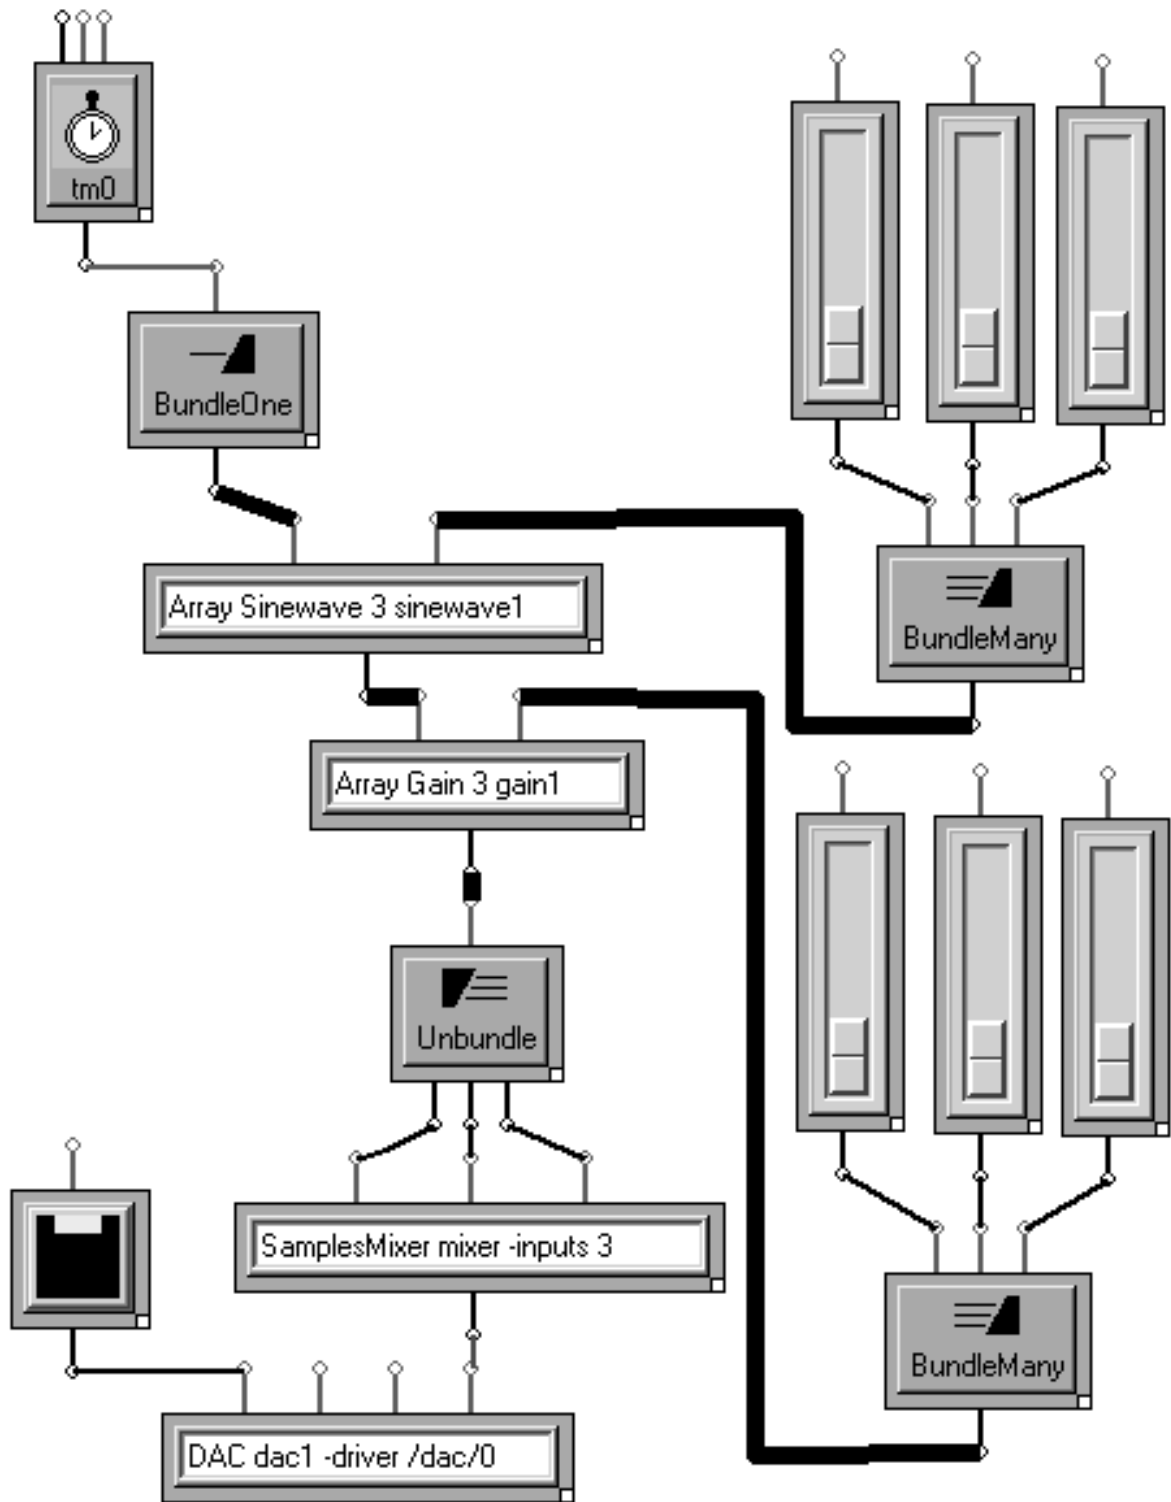 tm0
BundleOne
Array Sinewave 3 sinewave1
BundleMany
Array Gain 3 gain1
Unbundle
SamplesMixer mixer -inputs 3
BundleMany
DAC dac1 -driver /dac/0